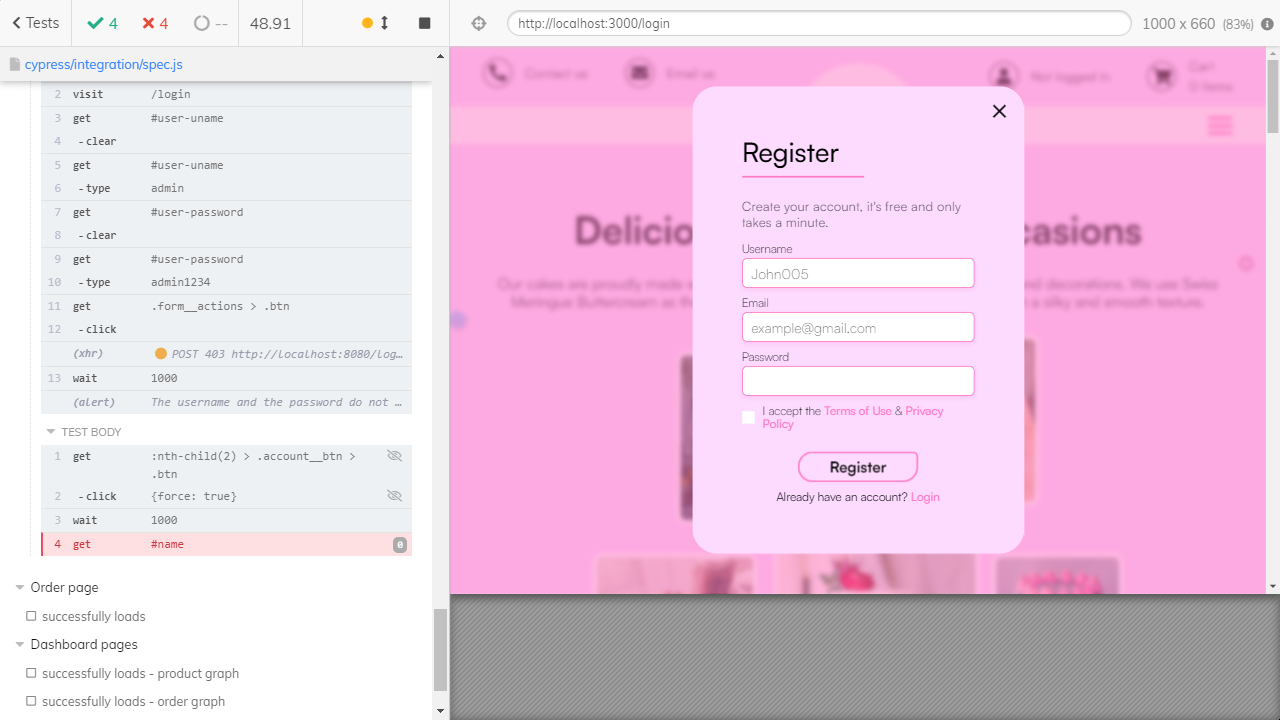 Tests
4
4
--
48.91
http://localhost:3000/login
1000 x 660 (83%)
cypress/integration/spec.js
2 visit /login
3 get #user-uname
4 -clear
5 get #user-uname
6 -type admin
7 get #user-password
8 -clear
9 get #user-password
10 -type admin1234
11 get .form__actions > .btn
12 -click
(xhr) POST 403 http://localhost:8080/log…
13 wait 1000
(alert) The username and the password do not …
TEST BODY
1 get :nth-child(2) > .account__btn >
.btn
2 -click {force: true}
3 wait 1000
4 get #name 0
Order page
successfully loads
Dashboard pages
successfully loads - product graph
successfully loads - order graph
Contact us
Email us
Not logged in
Cart
0 items
Delicio
casions
Our cakes are proudly made
nd decorations. We use Swiss
Meringue Buttercream as th
n a silky and smooth texture.
Register
Create your account, it's free and only
takes a minute.
Username
John005
Email
example@gmail.com
Password
I accept the Terms of Use & Privacy
Policy
Register
Already have an account? Login